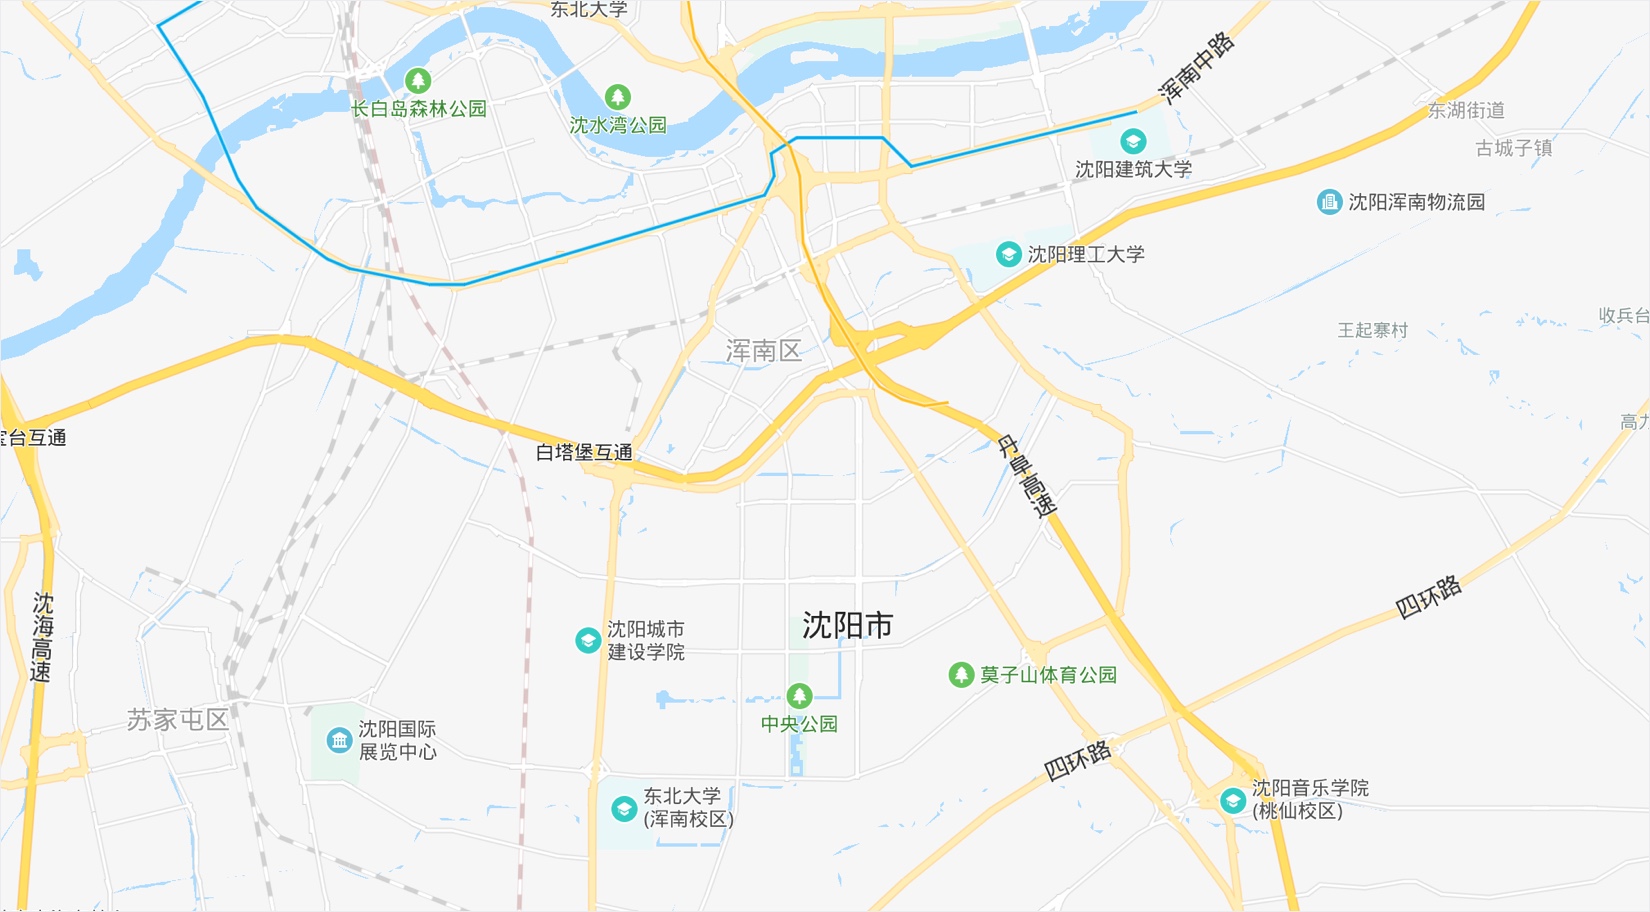 东北大学
浑南中路
长白岛森林公园
东湖街道
沈水湾公园
古城子镇
沈阳建筑大学
沈阳浑南物流园
沈阳理工大学
收兵台
王起寨村
浑南区
台互通
白塔堡互通
丹阜高速
四环路
沈海高速
沈阳市
沈阳城市
建设学院
莫子山体育公园
苏家屯区
中央公园
沈阳国际
展览中心
四环路
东北大学
(浑南校区)
沈阳音乐学院
(桃仙校区)